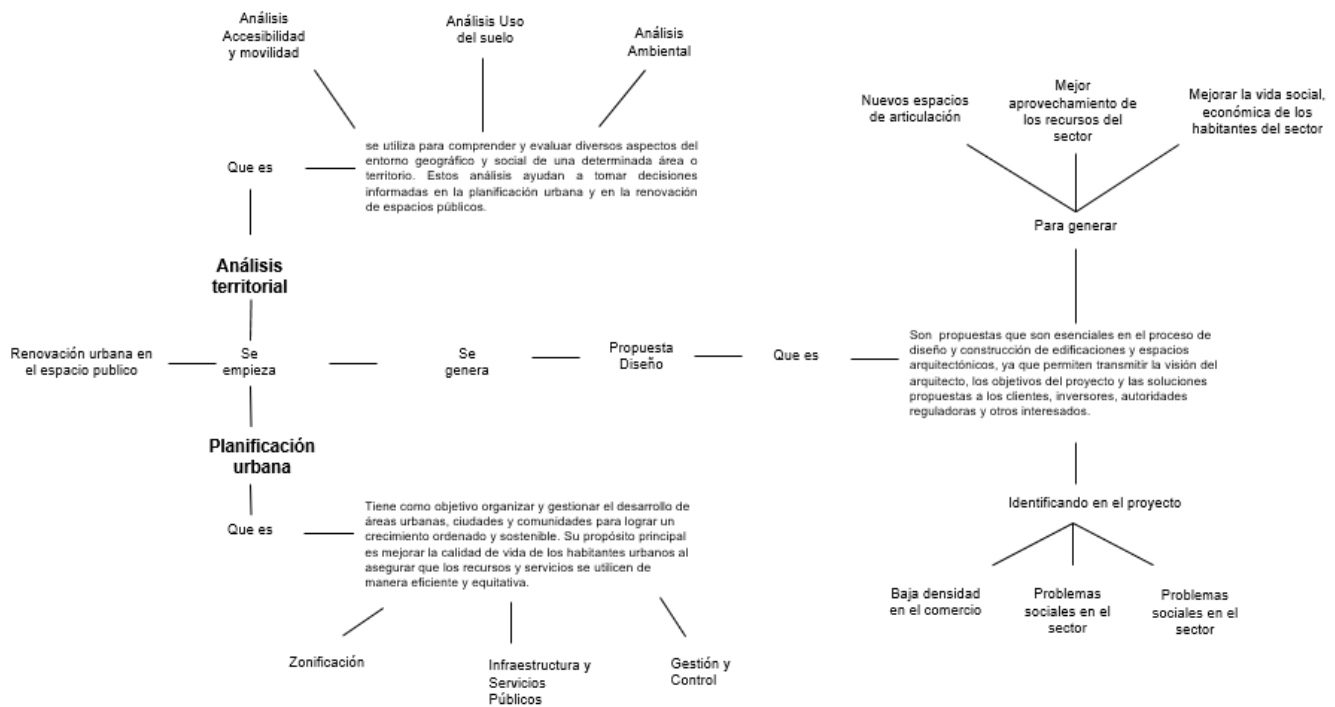 Análisis
Accesibilidad
y movilidad
Análisis Uso
del suelo
Análisis
Ambiental
Que es
se utiliza para comprender y evaluar diversos aspectos del
entorno geográfico y social de una determinada área o
territorio. Estos análisis ayudan a tomar decisiones
informadas en la planificación urbana y en la renovación
de espacios públicos.
Análisis
territorial
Renovación urbana en
el espacio publico
Se
empieza
Se
genera
Propuesta
Diseño
Que es
Nuevos espacios
de articulación
Mejor
aprovechamiento de
los recursos del
sector
Mejorar la vida social,
económica de los
habitantes del sector
Para generar
Son propuestas que son esenciales en el proceso de
diseño y construcción de edificaciones y espacios
arquitectónicos, ya que permiten transmitir la visión del
arquitecto, los objetivos del proyecto y las soluciones
propuestas a los clientes, inversores, autoridades
reguladoras y otros interesados.
Identificando en el proyecto
Baja densidad
en el comercio
Problemas
sociales en el
sector
Problemas
sociales en el
sector
Planificación
urbana
Que es
Tiene como objetivo organizar y gestionar el desarrollo de
áreas urbanas, ciudades y comunidades para lograr un
crecimiento ordenado y sostenible. Su propósito principal
es mejorar la calidad de vida de los habitantes urbanos al
asegurar que los recursos y servicios se utilicen de
manera eficiente y equitativa.
Zonificación
Infraestructura y
Servicios
Públicos
Gestión y
Control